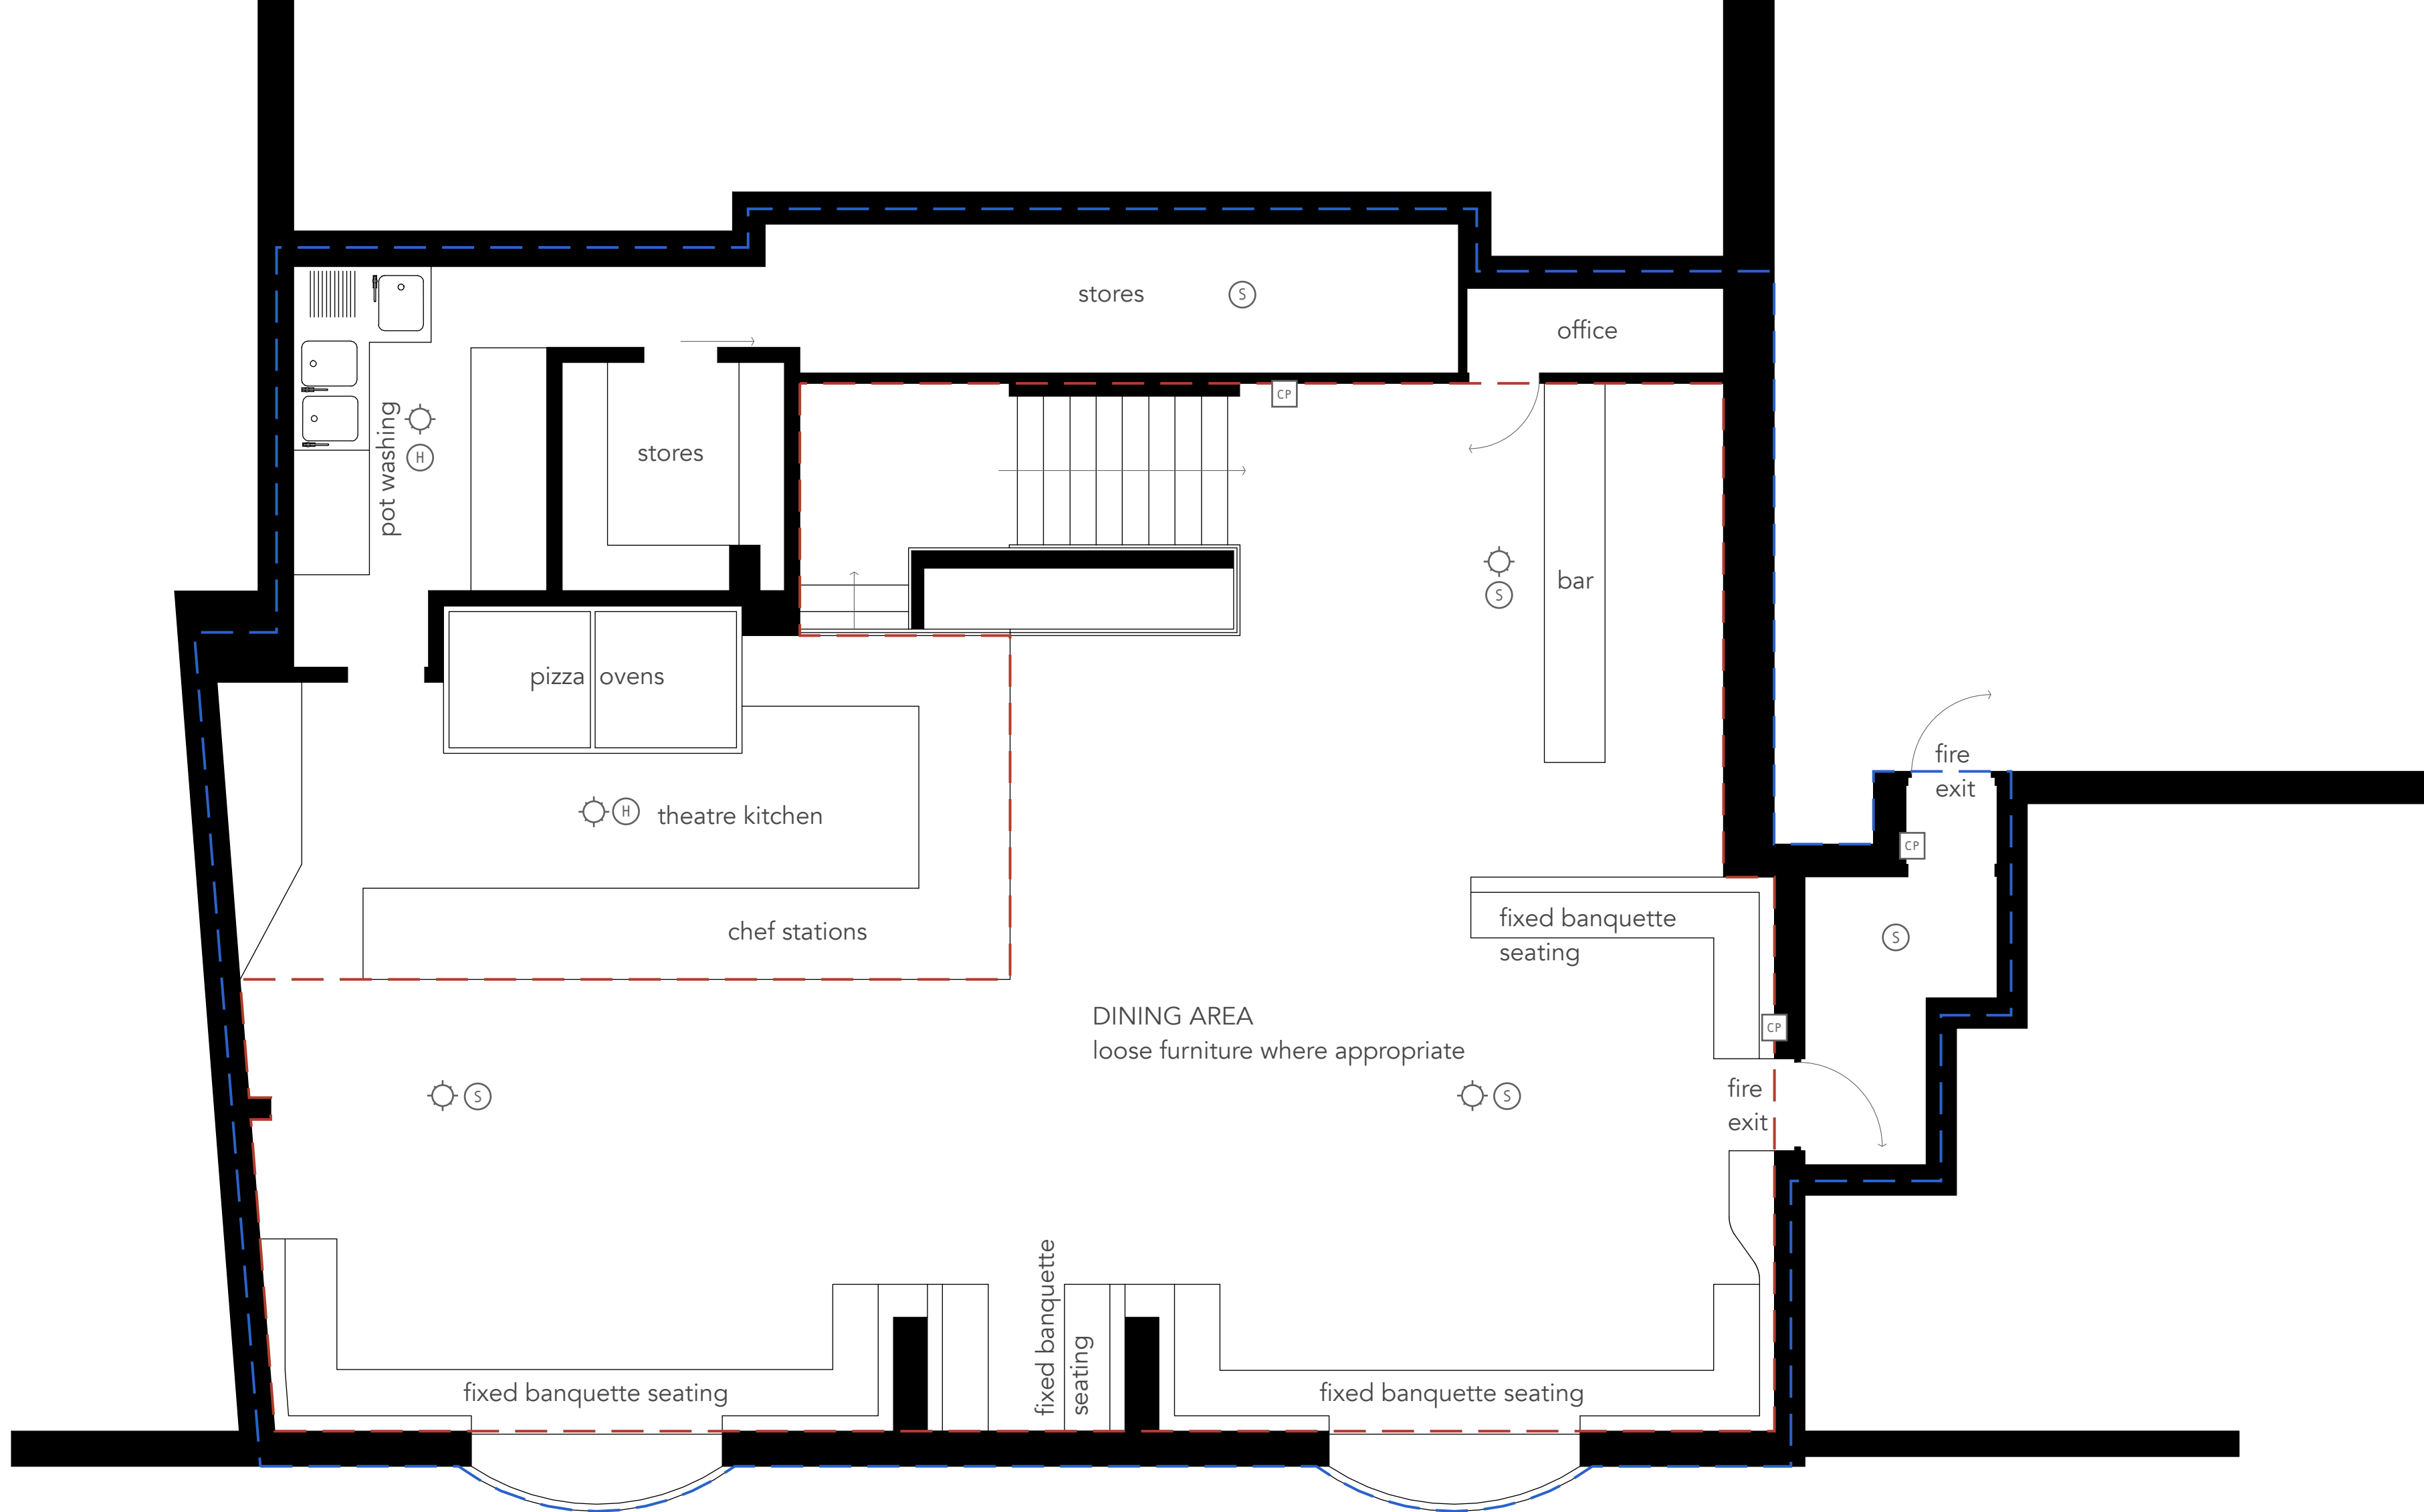 stores S
office
CP
stores
pot washing
H
S
bar
pizza ovens
fire
exit
H theatre kitchen
CP
fixed banquette
seating
chef stations
S
DINING AREA
loose furniture where appropriate
CP
fire
exit
S
S
fixed banquette
seating
fixed banquette seating
fixed banquette seating